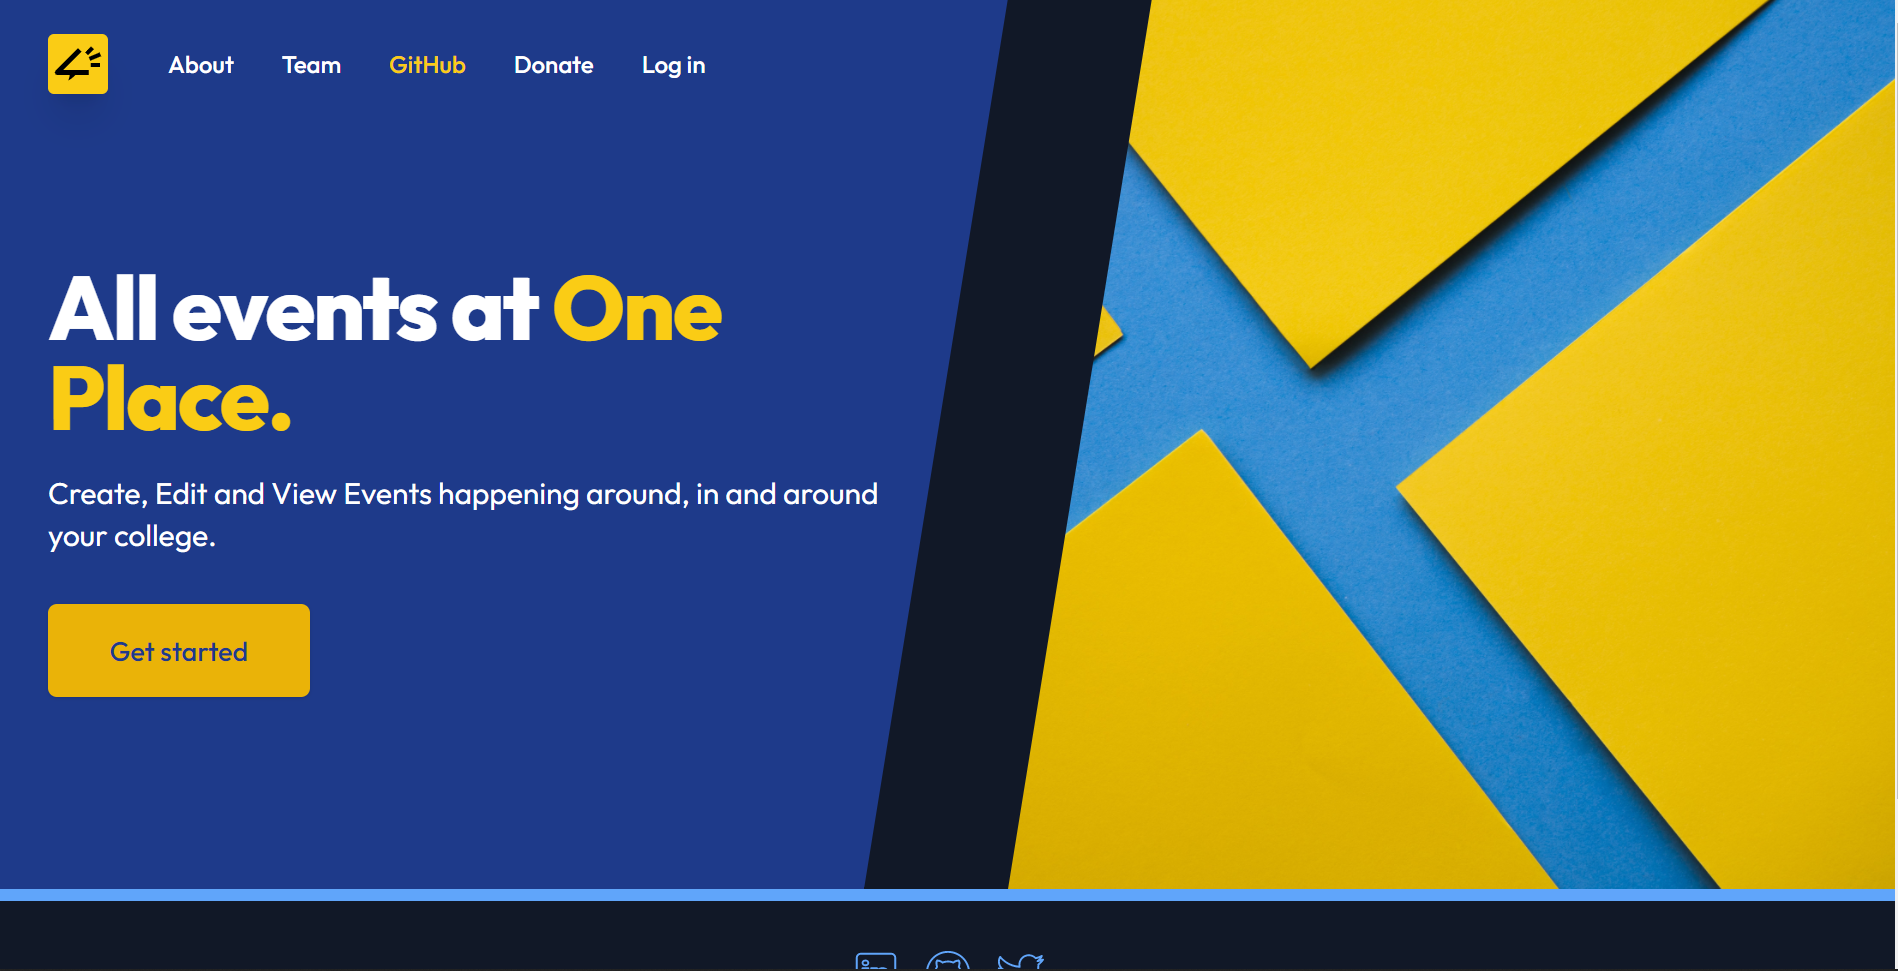 About Team GitHub Donate Log in
All events at One
Place.
Create, Edit and View Events happening around, in and around
your college.
Get started